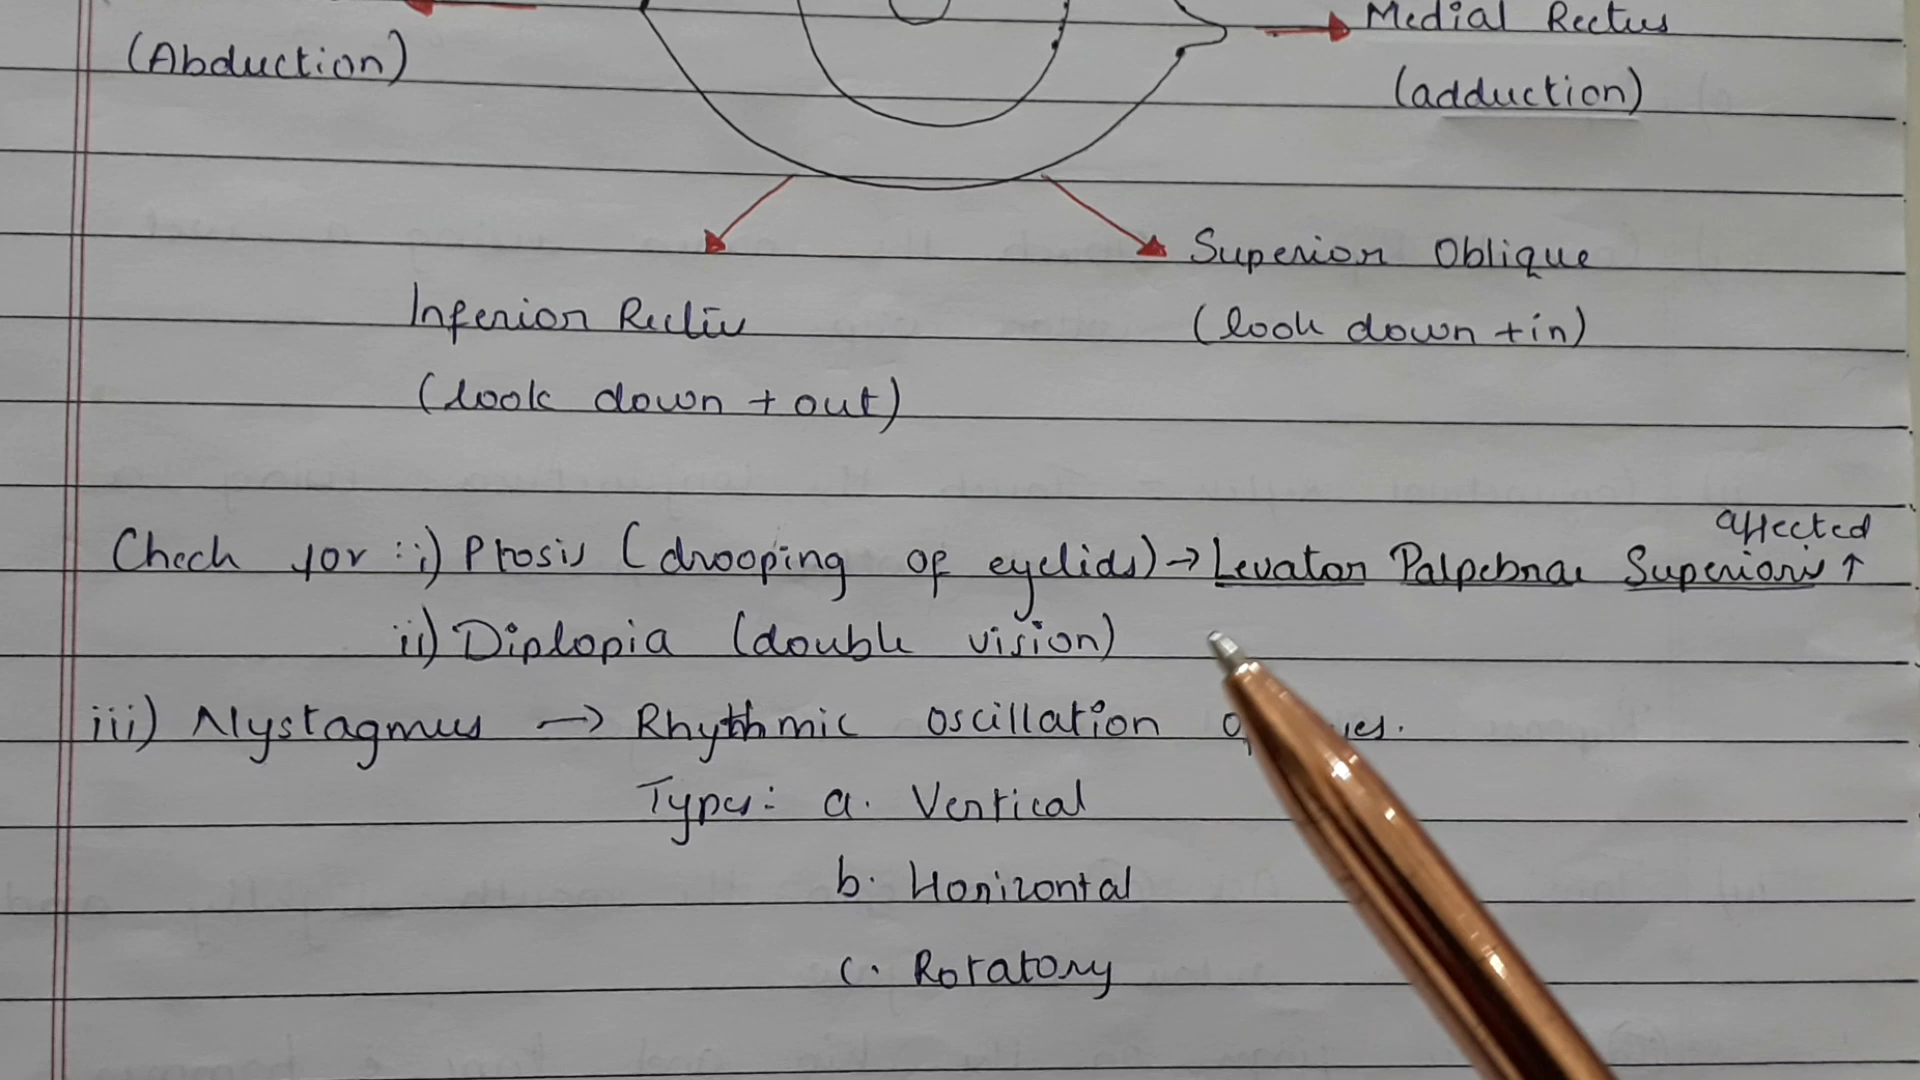 Medial Rectus
(Abduction)
(adduction)
Superior Oblique
(look down + in)
Inferior Rectus
(look down + out)
affected
Check for : i) Ptosis (drooping of eyelids) → Levator Palpebrae Superioris ↑
ii) Diplopia (double vision)
iii) Nystagmus → Rhythmic oscillation
Types: a. Vertical
b. Horizontal
c. Rotatory